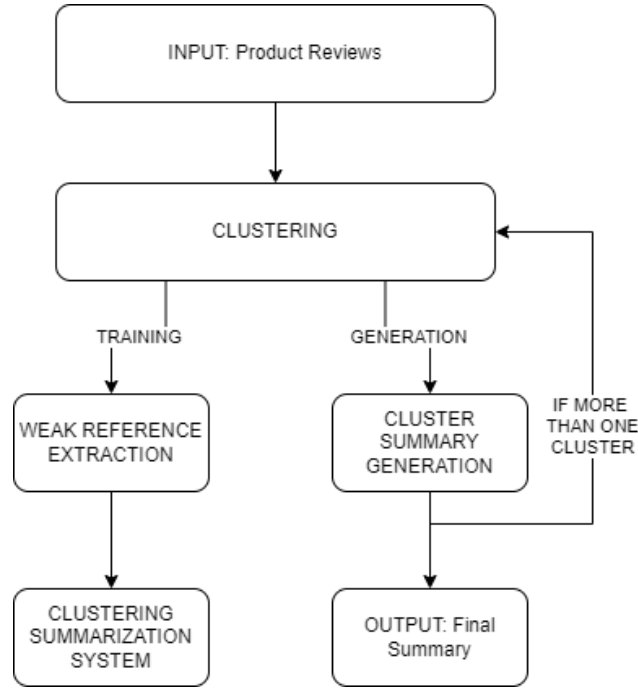 INPUT: Product Reviews
CLUSTERING
TRAINING
GENERATION
WEAK REFERENCE
EXTRACTION
CLUSTER
SUMMARY
GENERATION
IF MORE
THAN ONE
CLUSTER
CLUSTERING
SUMMARIZATION
SYSTEM
OUTPUT: Final
Summary